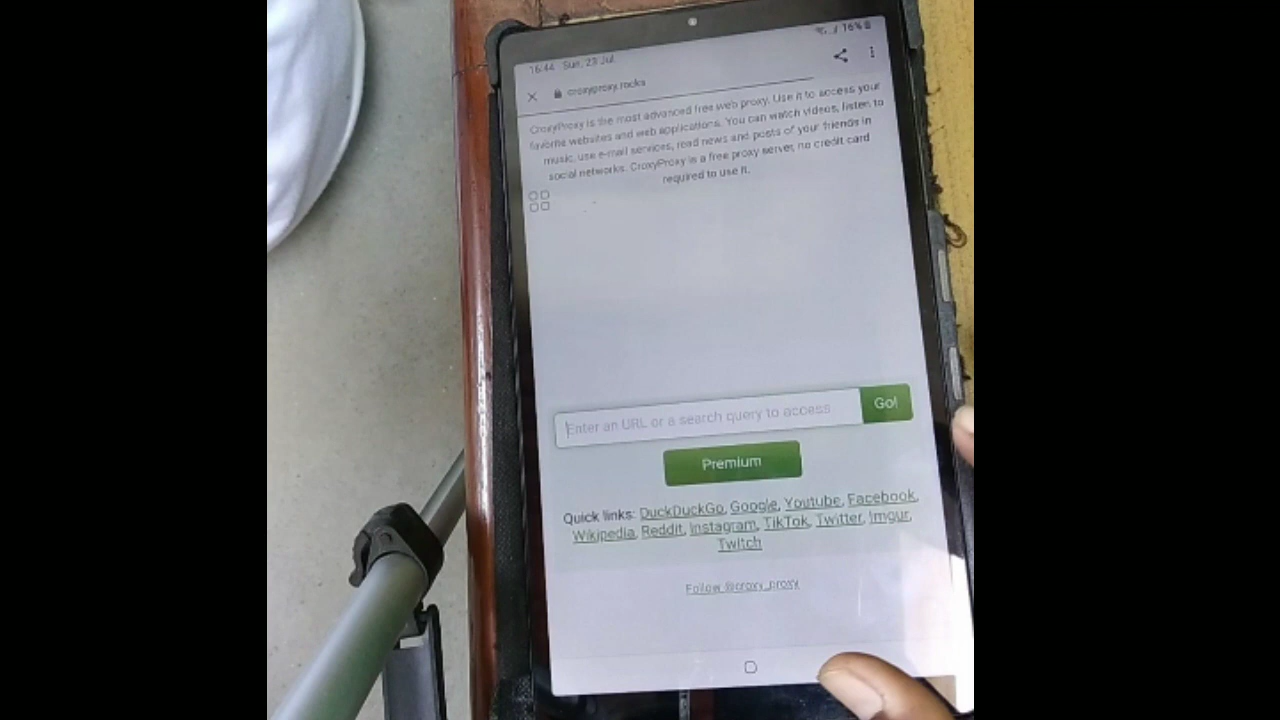 16:44 Sun, 23 Jul
16%
croxyproxy.rocks
CroxyProxy is the most advanced free web proxy. Use it to access your
favorite websites and web applications. You can watch videos, listen to
music, use e-mail services, read news and posts of your friends in
social networks. CroxyProxy is a free proxy server, no credit card
required to use it.
Enter an URL or a search query to access
Go!
Premium
Quick links: DuckDuckGo, Google, Youtube, Facebook,
Wikipedia, Reddit, Instagram, TikTok, Twitter, Imgur,
Twitch
Follow @croxy_proxy